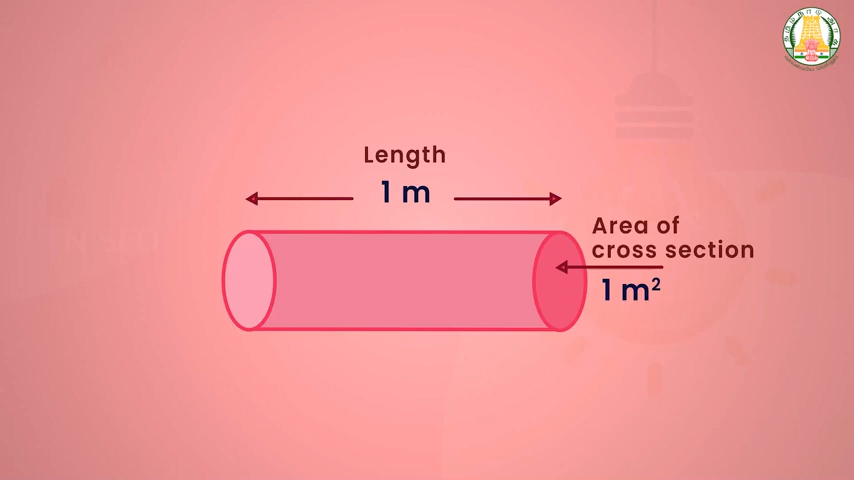 Length
1 m
Area of
cross section
1 m²